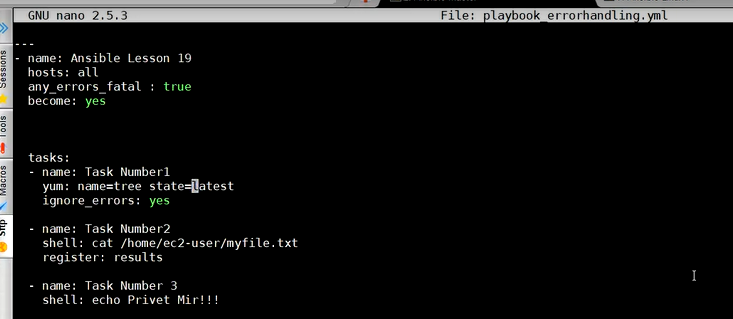 GNU nano 2.5.3 File: playbook_errorhandling.yml
---
- name: Ansible Lesson 19
hosts: all
any_errors_fatal : true
become: yes
tasks:
- name: Task Number1
yum: name=tree state=latest
ignore_errors: yes
- name: Task Number2
shell: cat /home/ec2-user/myfile.txt
register: results
- name: Task Number 3
shell: echo Privet Mir!!!
Sessions
Tools
Macros
Sftp